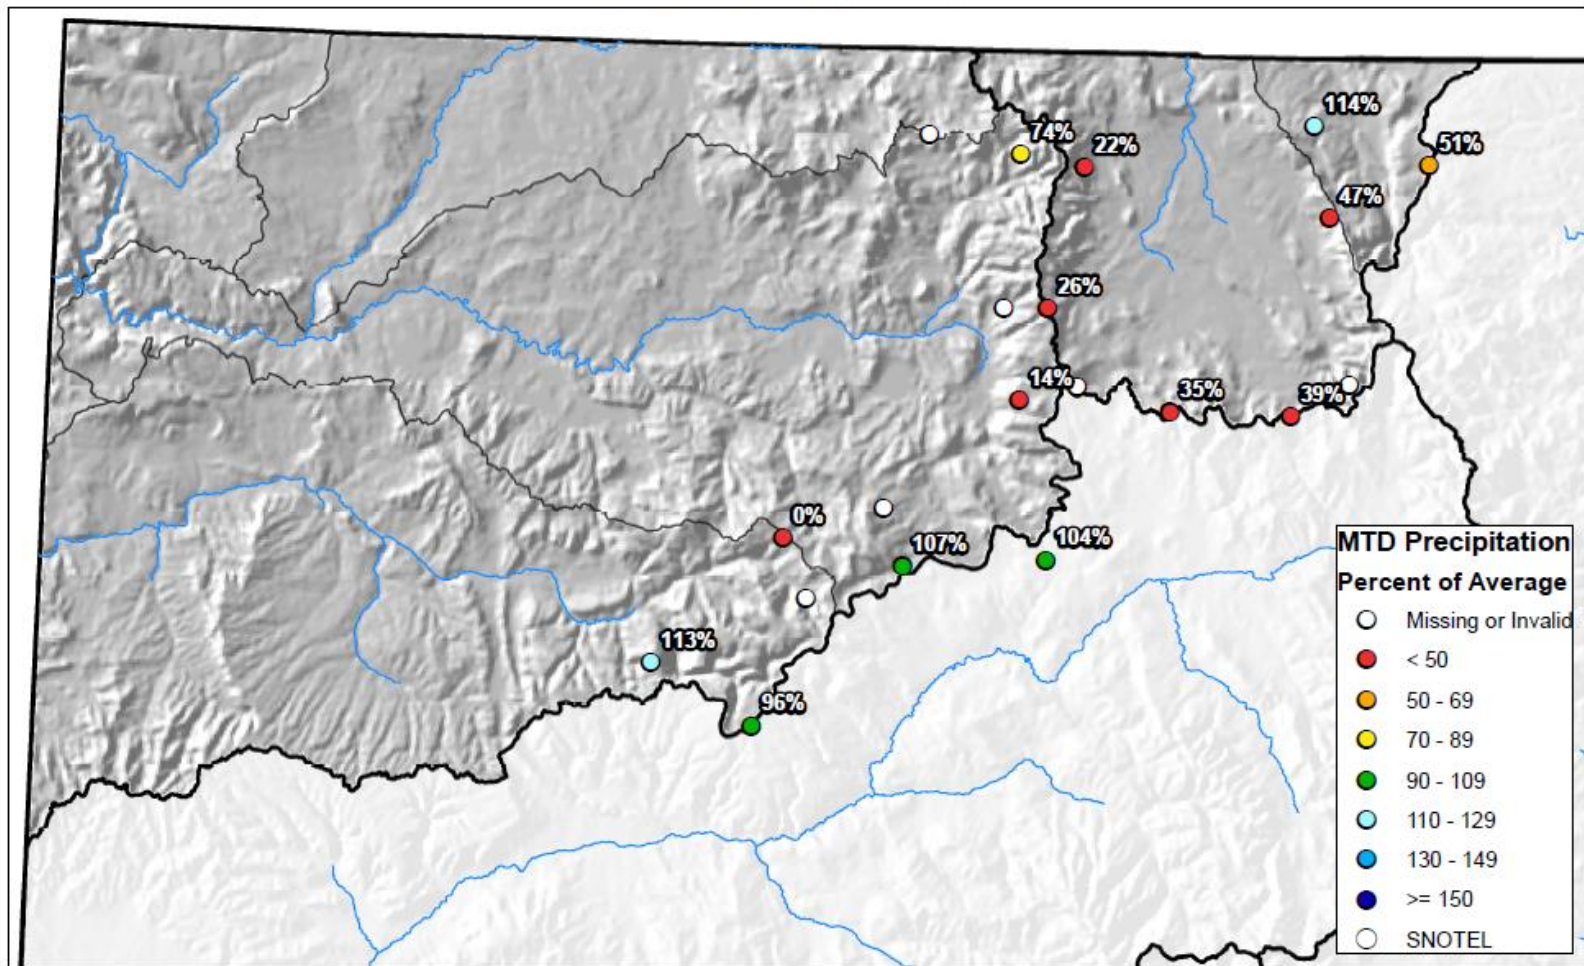 114%
74%
51%
22%
47%
26%
14%
35%
39%
0%
107%
104%
113%
96%
MTD Precipitation
Percent of Average
Missing or Invalid
< 50
50 - 69
70 - 89
90 - 109
110 - 129
130 - 149
>= 150
SNOTEL